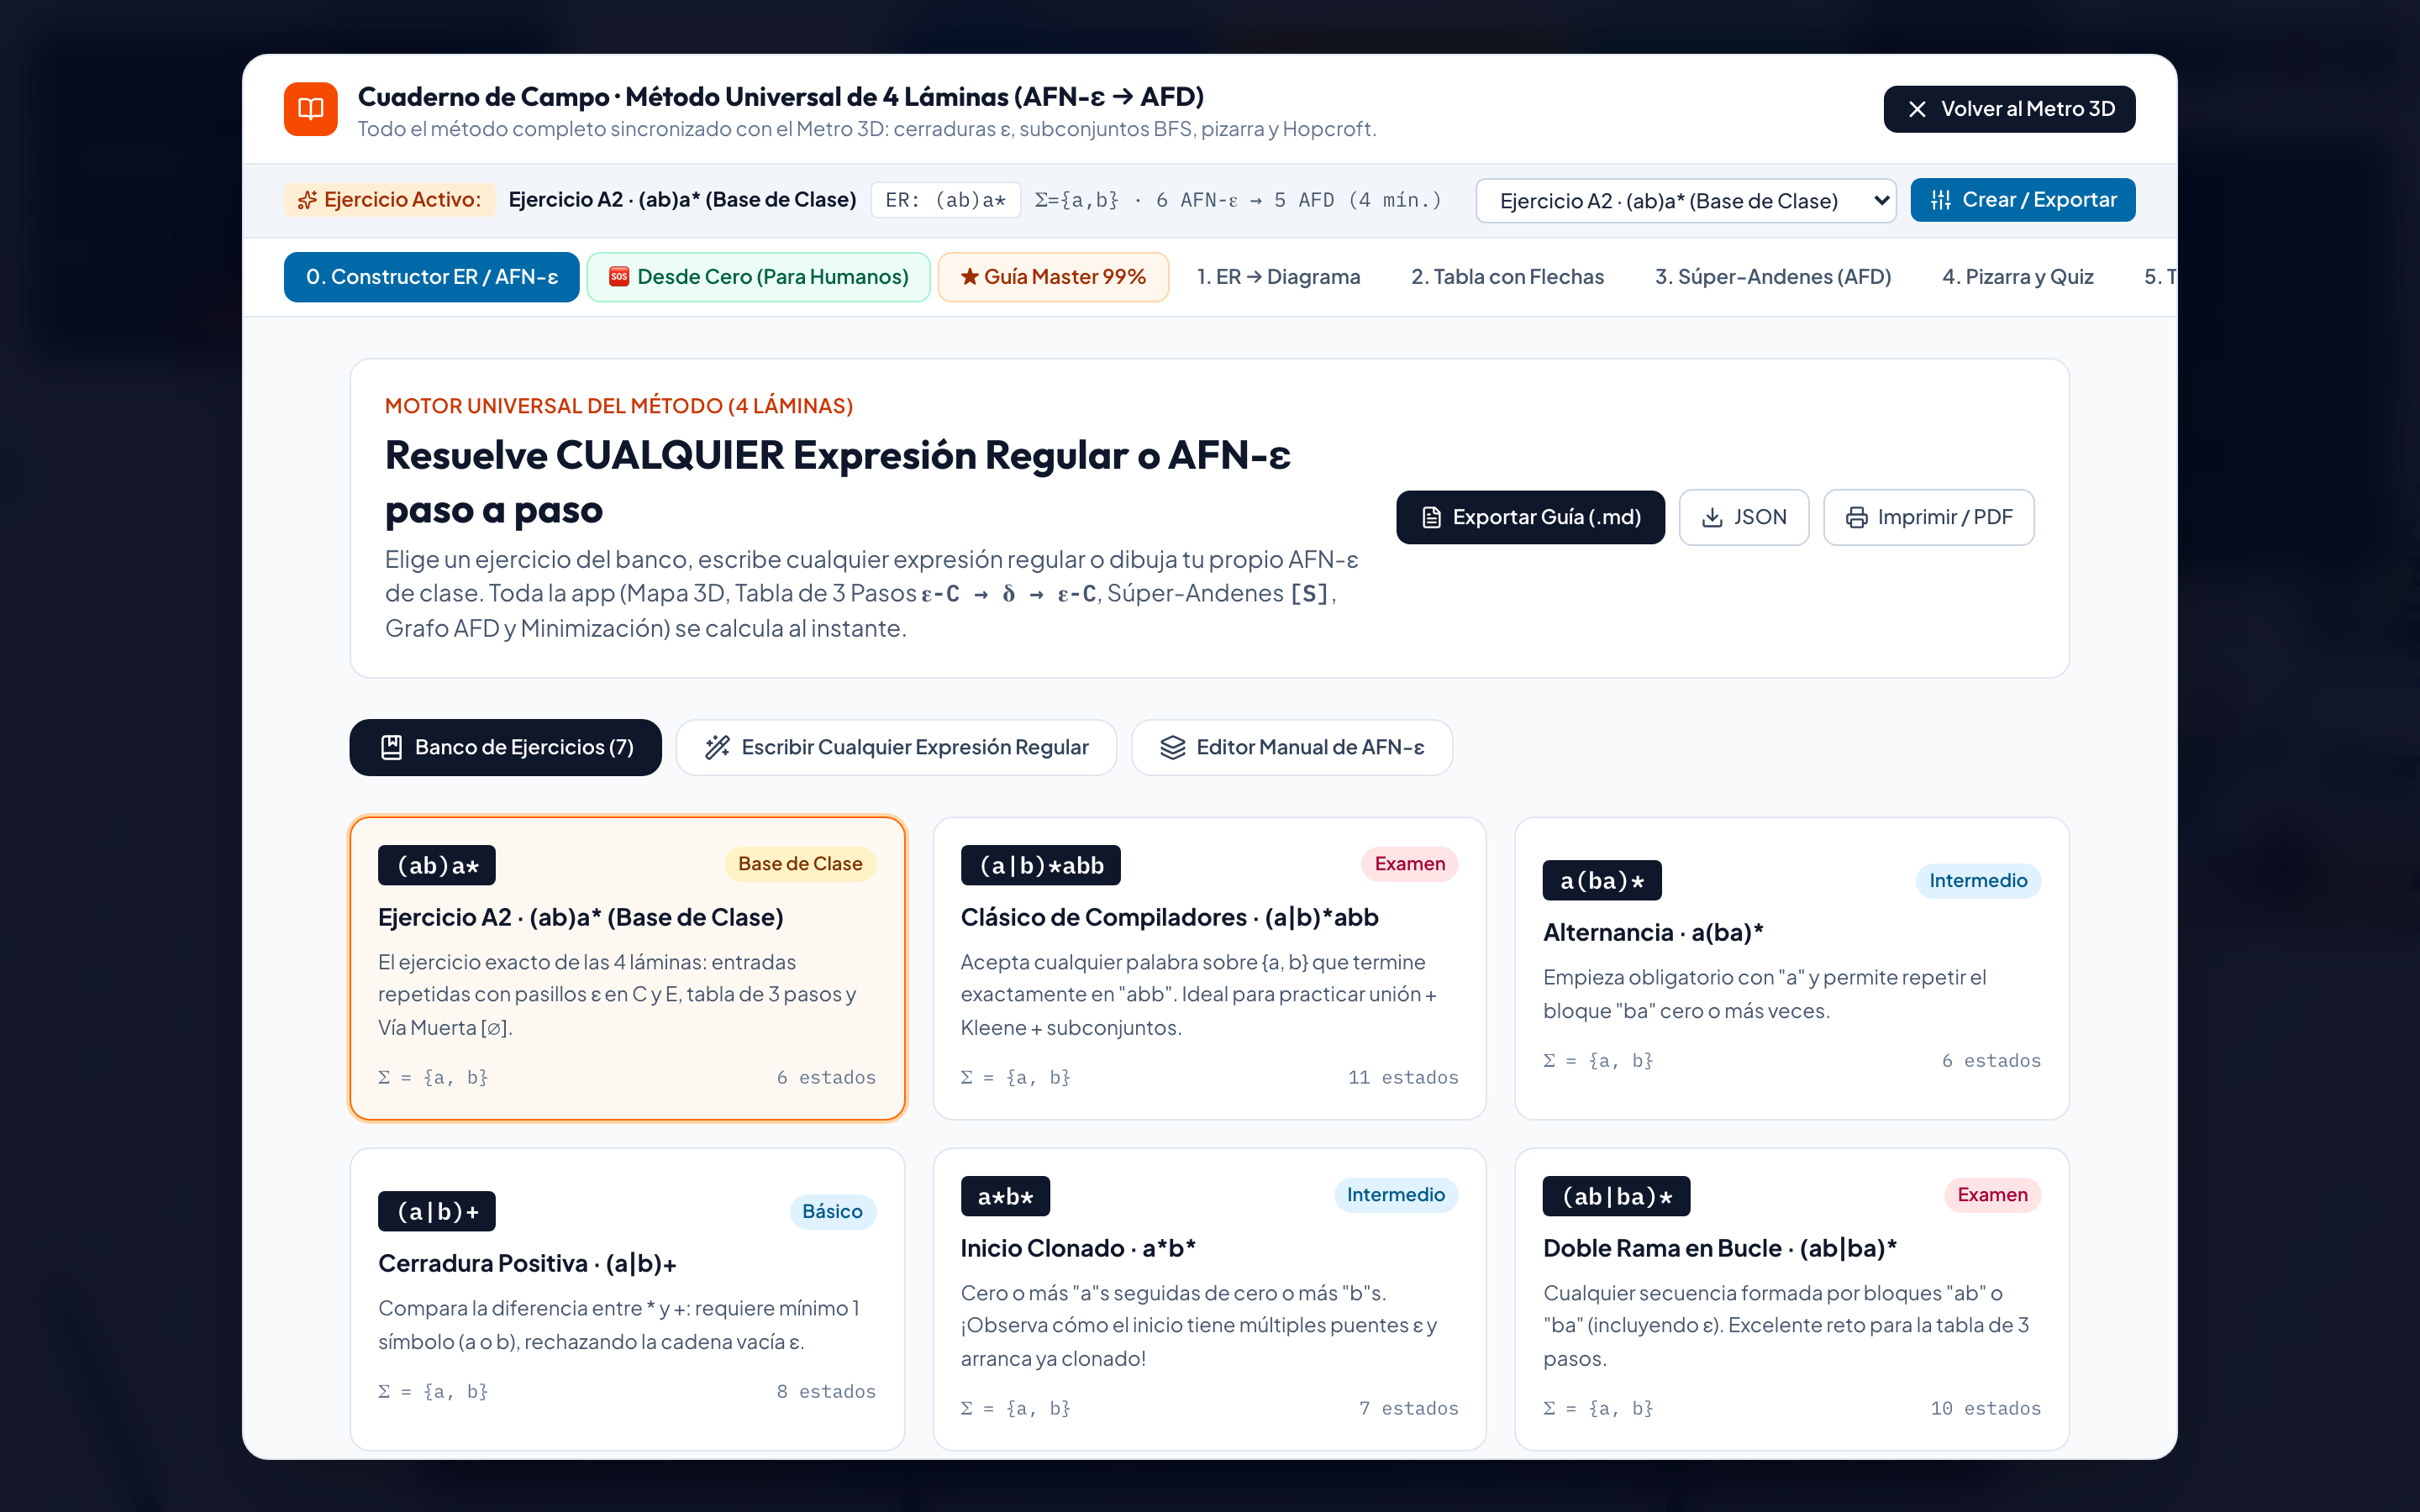 Cuaderno de Campo · Método Universal de 4 Láminas (AFN-ε → AFD)
Todo el método completo sincronizado con el Metro 3D: cerraduras ε, subconjuntos BFS, pizarra y Hopcroft.
Volver al Metro 3D
Ejercicio Activo: Ejercicio A2 · (ab)a* (Base de Clase) ER: (ab)a* Σ={a,b} · 6 AFN-ε → 5 AFD (4 mín.) Ejercicio A2 · (ab)a* (Base de Clase) Crear / Exportar
0. Constructor ER / AFN-ε 🆘 Desde Cero (Para Humanos) ★ Guía Master 99% 1. ER → Diagrama 2. Tabla con Flechas 3. Súper-Andenes (AFD) 4. Pizarra y Quiz 5. T
MOTOR UNIVERSAL DEL MÉTODO (4 LÁMINAS)
Resuelve CUALQUIER Expresión Regular o AFN-ε
paso a paso
Elige un ejercicio del banco, escribe cualquier expresión regular o dibuja tu propio AFN-ε
de clase. Toda la app (Mapa 3D, Tabla de 3 Pasos ε-C → δ → ε-C, Súper-Andenes [S],
Grafo AFD y Minimización) se calcula al instante.
Exportar Guía (.md) JSON Imprimir / PDF
Banco de Ejercicios (7) Escribir Cualquier Expresión Regular Editor Manual de AFN-ε
(ab)a* Base de Clase
Ejercicio A2 · (ab)a* (Base de Clase)
El ejercicio exacto de las 4 láminas: entradas
repetidas con pasillos ε en C y E, tabla de 3 pasos y
Vía Muerta [∅].
Σ = {a, b} 6 estados
(a|b)*abb Examen
Clásico de Compiladores · (a|b)*abb
Acepta cualquier palabra sobre {a, b} que termine
exactamente en "abb". Ideal para practicar unión +
Kleene + subconjuntos.
Σ = {a, b} 11 estados
a(ba)* Intermedio
Alternancia · a(ba)*
Empieza obligatorio con "a" y permite repetir el
bloque "ba" cero o más veces.
Σ = {a, b} 6 estados
(a|b)+ Básico
Cerradura Positiva · (a|b)+
Compara la diferencia entre * y +: requiere mínimo 1
símbolo (a o b), rechazando la cadena vacía ε.
Σ = {a, b} 8 estados
a*b* Intermedio
Inicio Clonado · a*b*
Cero o más "a"s seguidas de cero o más "b"s.
¡Observa cómo el inicio tiene múltiples puentes ε y
arranca ya clonado!
Σ = {a, b} 7 estados
(ab|ba)* Examen
Doble Rama en Bucle · (ab|ba)*
Cualquier secuencia formada por bloques "ab" o
"ba" (incluyendo ε). Excelente reto para la tabla de 3
pasos.
Σ = {a, b} 10 estados